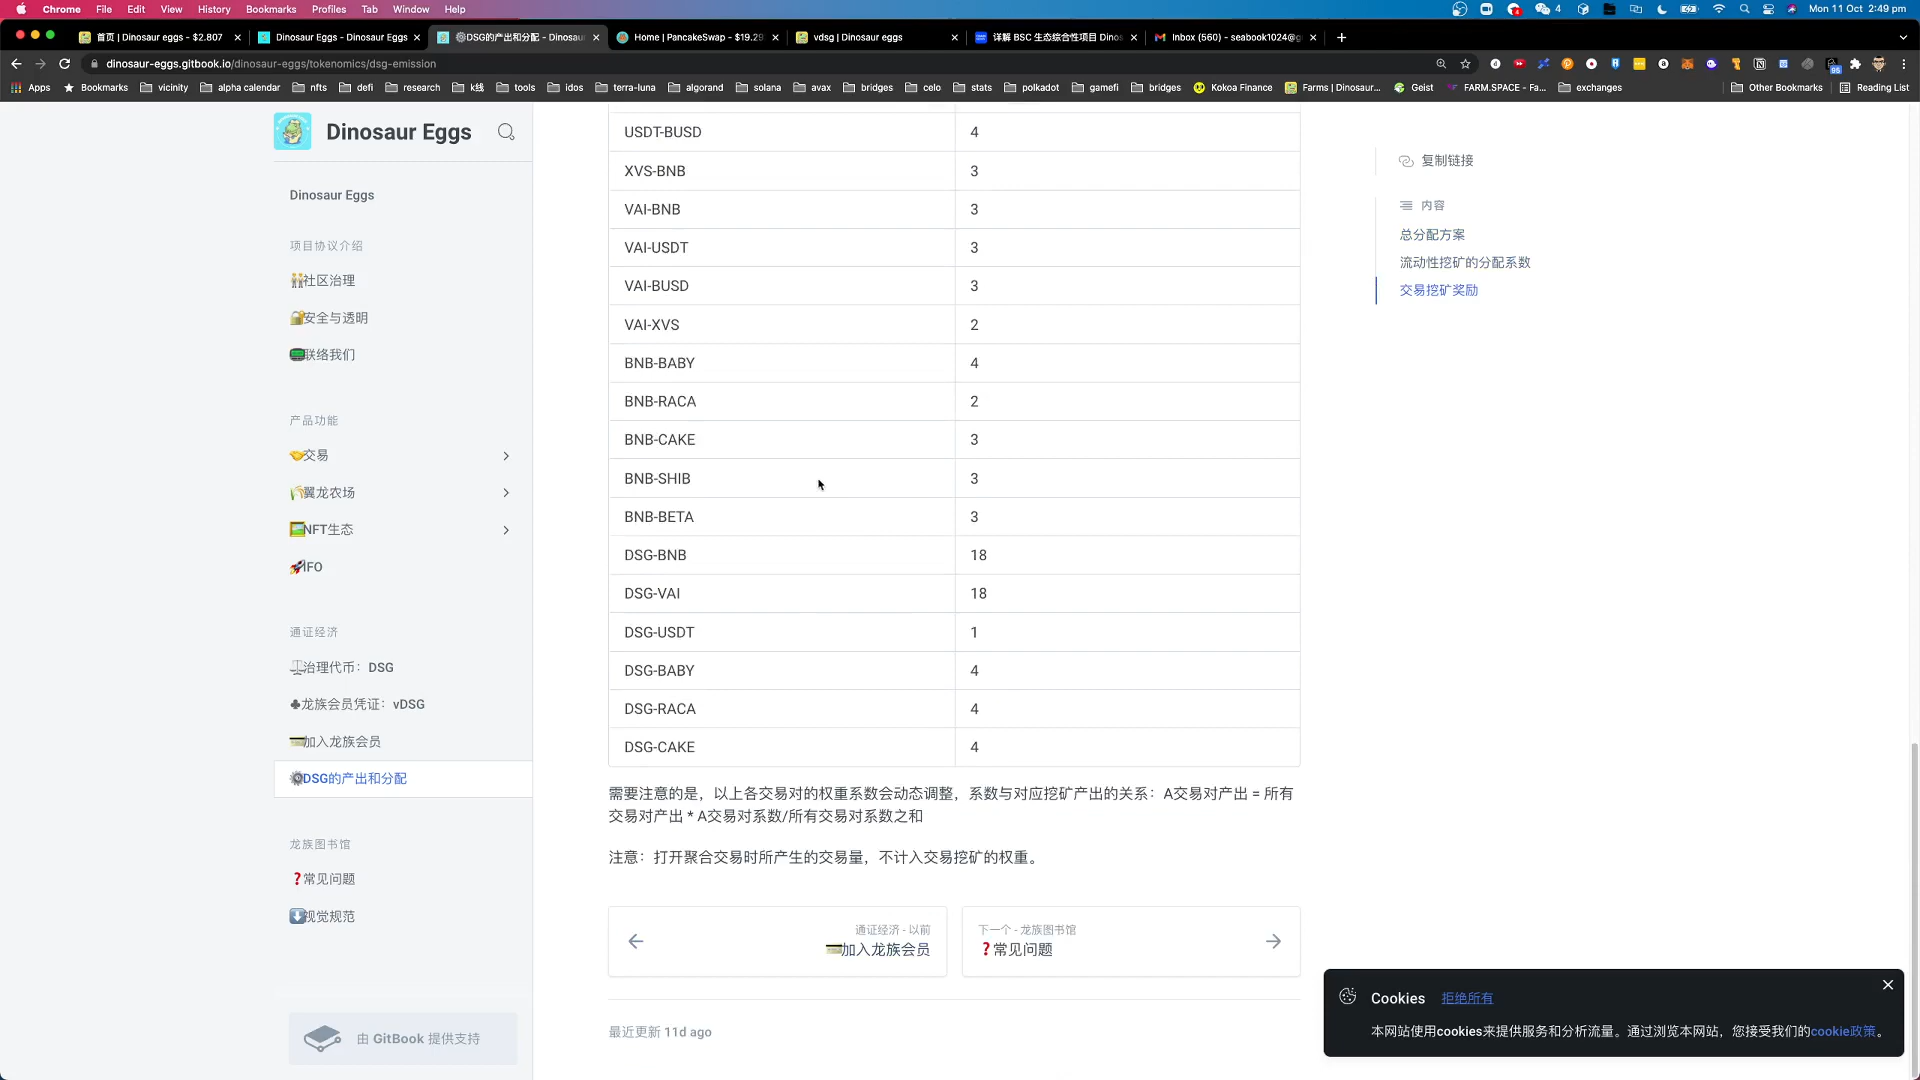 Chrome File Edit View History Bookmarks Profiles Tab Window Help
4 Mon 11 Oct 2:49 pm
首页 | Dinosaur eggs - $2.807
Dinosaur Eggs - Dinosaur Eggs
DSG的产出和分配 - Dinosau
Home | PancakeSwap - $19.29
vdsg | Dinosaur eggs
详解 BSC 生态综合性项目 Dinos
Inbox (560) - seabook1024@g
dinosaur-eggs.gitbook.io/dinosaur-eggs/tokenomics/dsg-emission
Apps Bookmarks vicinity alpha calendar nfts defi research k线 tools idos terra-luna algorand solana avax bridges celo stats polkadot gamefi bridges Kokoa Finance Farms | Dinosaur... Geist FARM.SPACE - Fa... exchanges Other Bookmarks Reading List
Dinosaur Eggs
Dinosaur Eggs
项目协议介绍
社区治理
安全与透明
联络我们
产品功能
交易
翼龙农场
NFT生态
IFO
通证经济
治理代币：DSG
龙族会员凭证：vDSG
加入龙族会员
DSG的产出和分配
龙族图书馆
常见问题
视觉规范
由 GitBook 提供支持
USDT-BUSD 4
XVS-BNB 3
VAI-BNB 3
VAI-USDT 3
VAI-BUSD 3
VAI-XVS 2
BNB-BABY 4
BNB-RACA 2
BNB-CAKE 3
BNB-SHIB 3
BNB-BETA 3
DSG-BNB 18
DSG-VAI 18
DSG-USDT 1
DSG-BABY 4
DSG-RACA 4
DSG-CAKE 4
需要注意的是，以上各交易对的权重系数会动态调整，系数与对应挖矿产出的关系：A交易对产出 = 所有
交易对产出 * A交易对系数/所有交易对系数之和
注意：打开聚合交易时所产生的交易量，不计入交易挖矿的权重。
通证经济 - 以前
加入龙族会员
下一个 - 龙族图书馆
常见问题
最近更新 11d ago
复制链接
内容
总分配方案
流动性挖矿的分配系数
交易挖矿奖励
Cookies 拒绝所有
本网站使用cookies来提供服务和分析流量。通过浏览本网站，您接受我们的cookie政策。